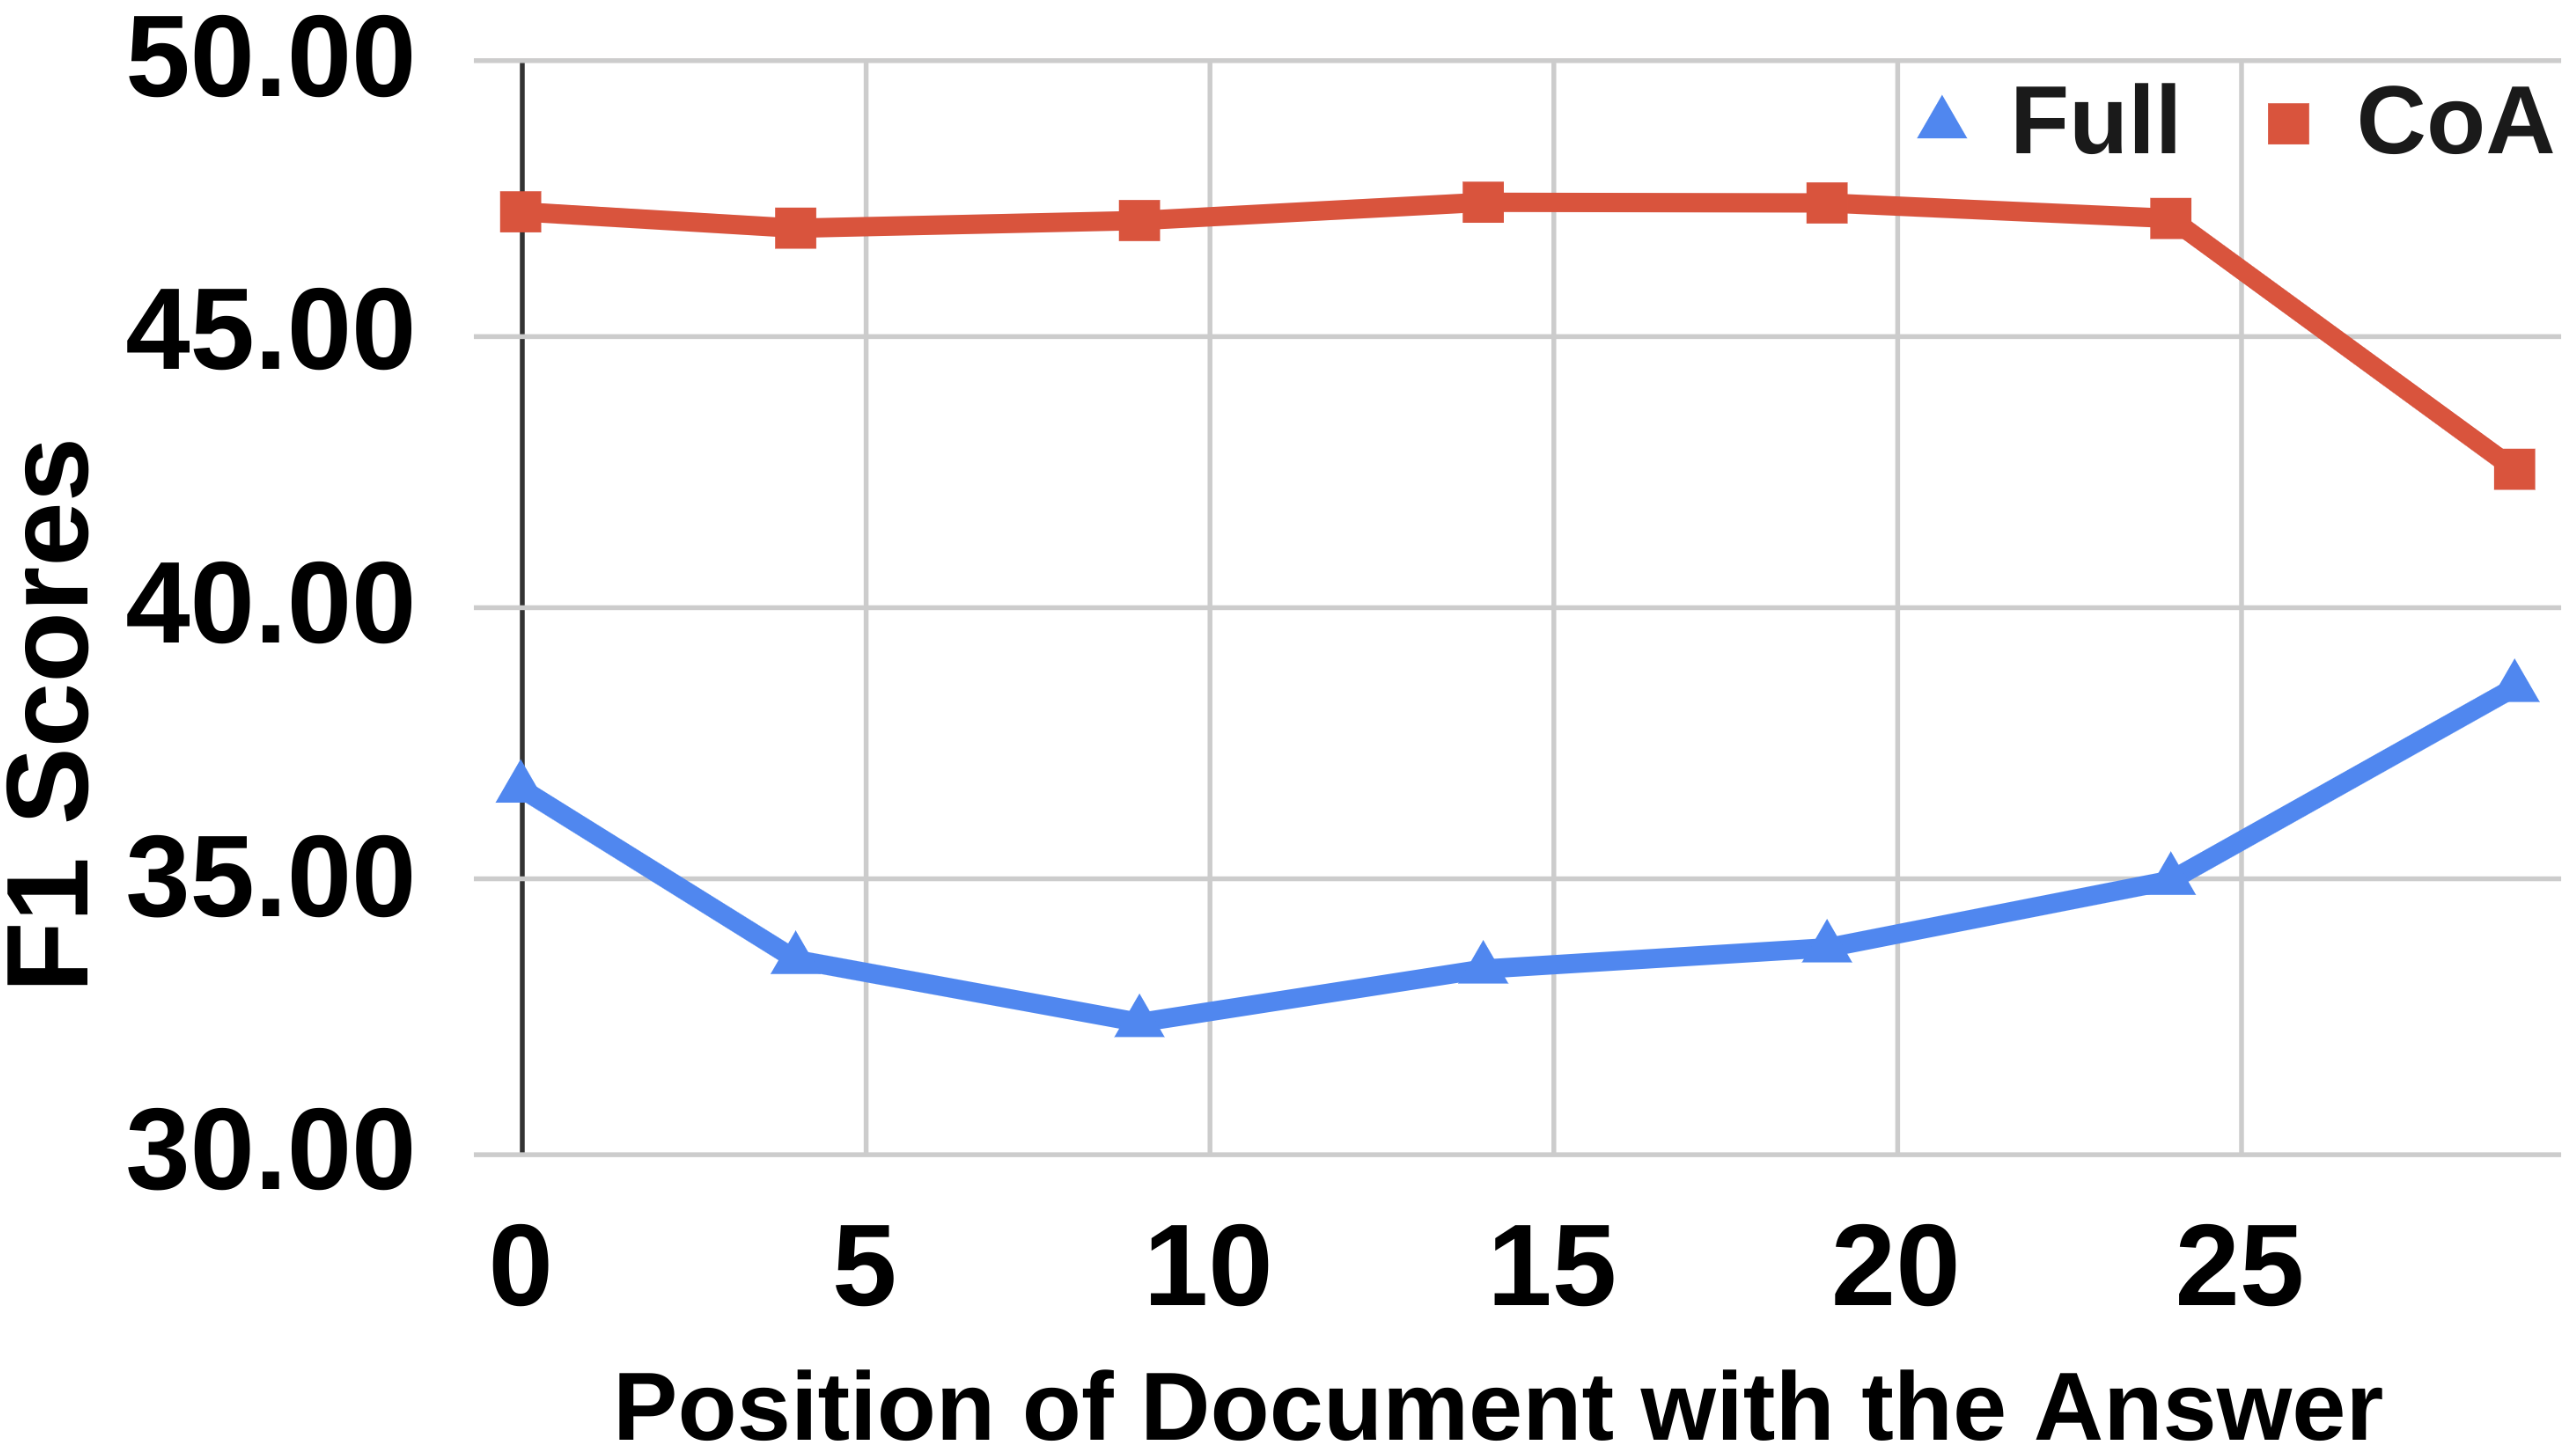 50.00
Full CoA
45.00
40.00
35.00
30.00
F1 Scores
0 5 10 15 20 25
Position of Document with the Answer